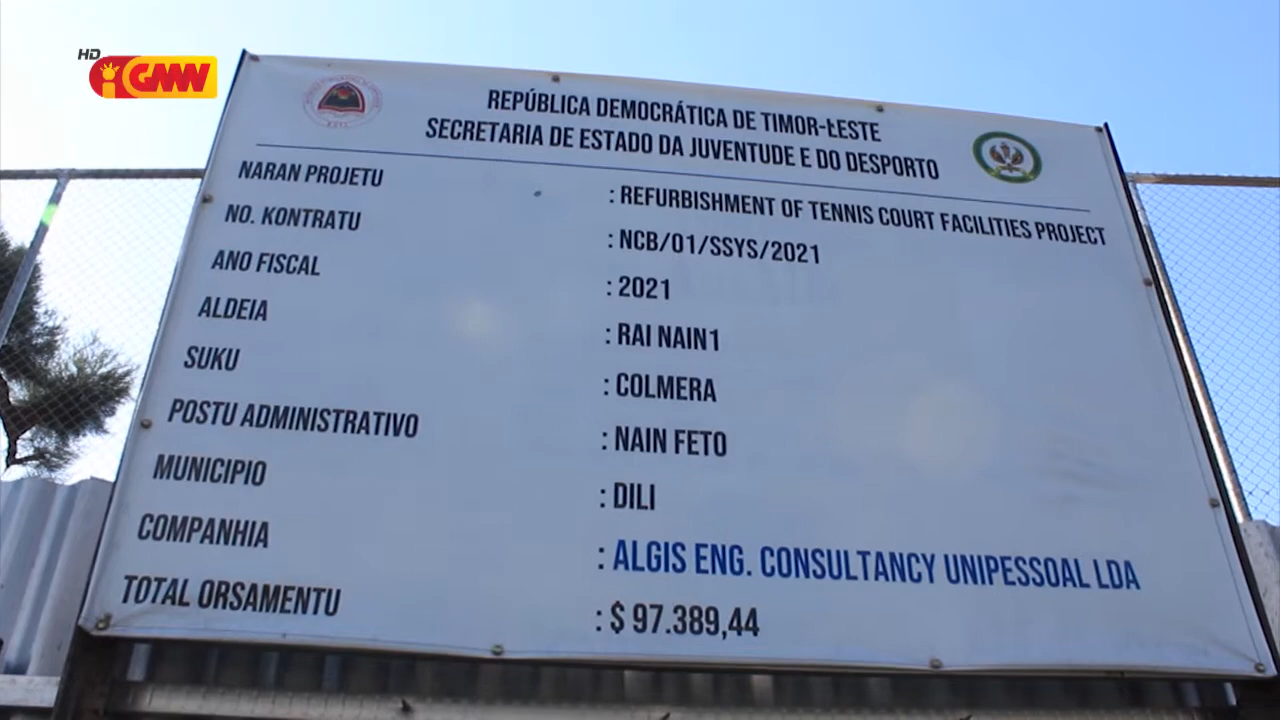 HD
GMN
REPÚBLICA DEMOCRÁTICA DE TIMOR-LESTE
SECRETARIA DE ESTADO DA JUVENTUDE E DO DESPORTO
NARAN PROJETU : REFURBISHMENT OF TENNIS COURT FACILITIES PROJECT
NO. KONTRATU : NCB/01/SSYS/2021
ANO FISCAL : 2021
ALDEIA : RAI NAIN1
SUKU : COLMERA
POSTU ADMINISTRATIVO : NAIN FETO
MUNICIPIO : DILI
COMPANHIA : ALGIS ENG. CONSULTANCY UNIPESSOAL LDA
TOTAL ORSAMENTU : $ 97.389,44